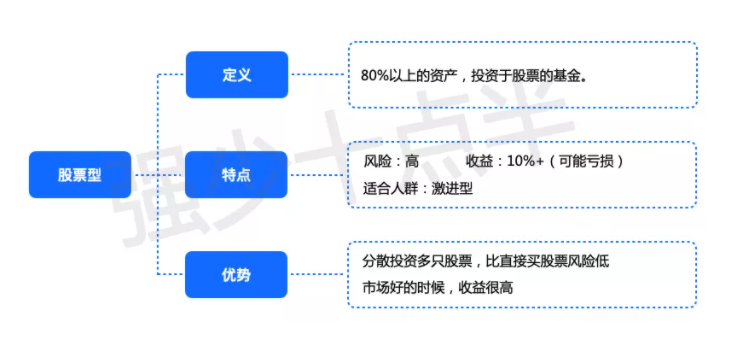 股票型
定义
80%以上的资产，投资于股票的基金。
特点
风险：高 收益：10%+（可能亏损）
适合人群：激进型
优势
分散投资多只股票，比直接买股票风险低
市场好的时候，收益很高
强少十点半